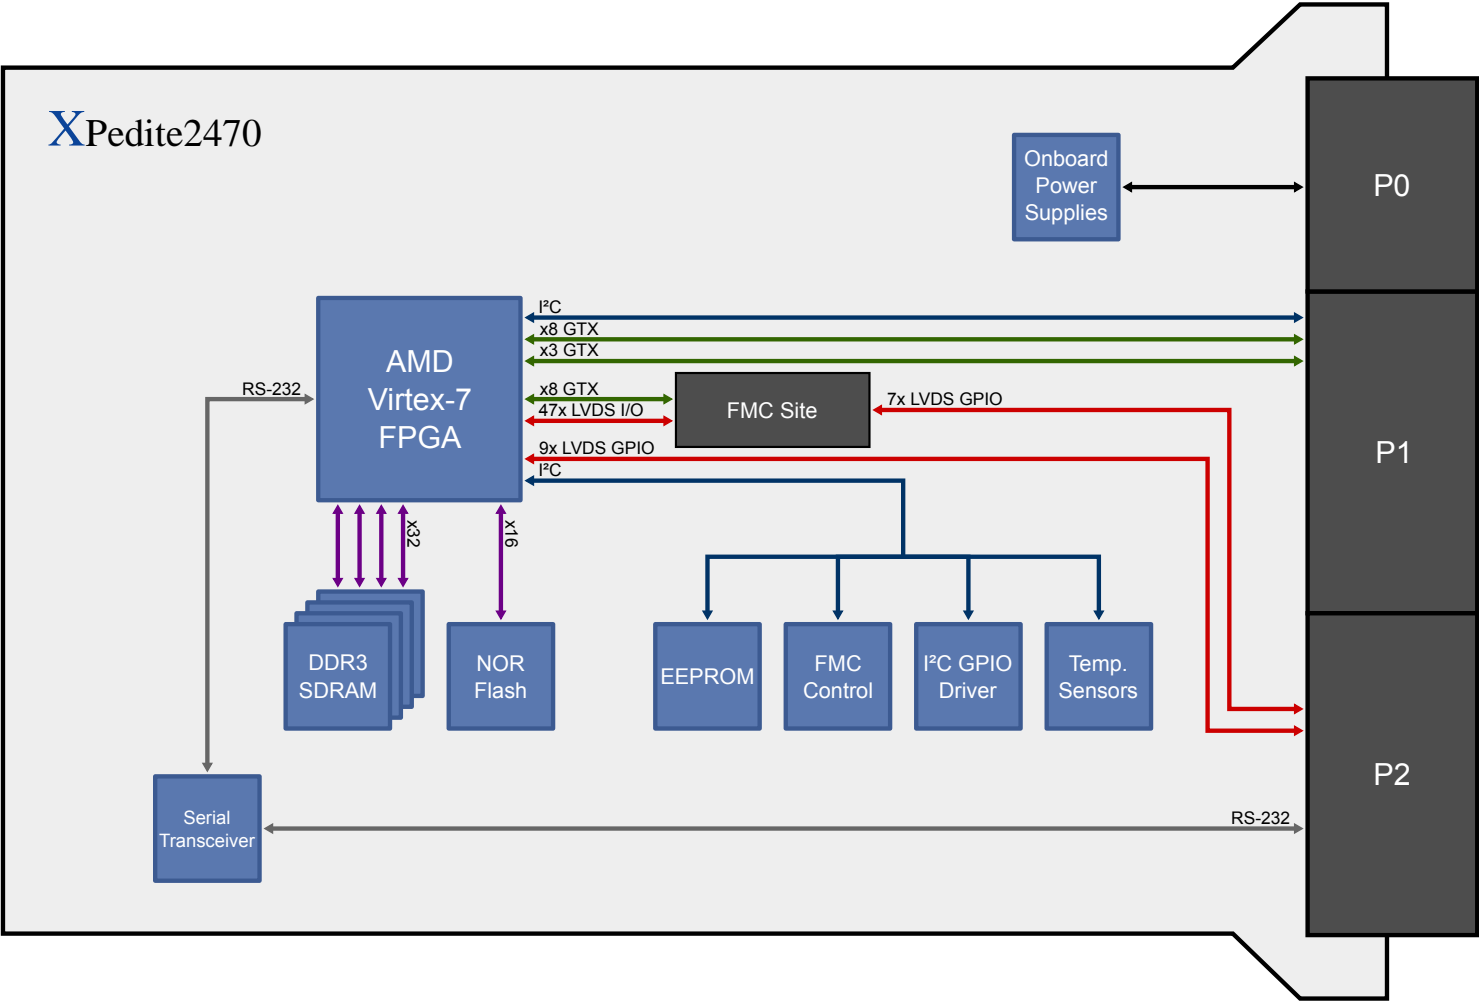 XPedite2470
Onboard
Power
Supplies
P0
I²C
x8 GTX
x3 GTX
AMD
Virtex-7
FPGA
RS-232
x8 GTX
47x LVDS I/O
FMC Site
7x LVDS GPIO
P1
9x LVDS GPIO
I²C
x32
x16
DDR3
SDRAM
NOR
Flash
EEPROM
FMC
Control
I²C GPIO
Driver
Temp.
Sensors
P2
Serial
Transceiver
RS-232